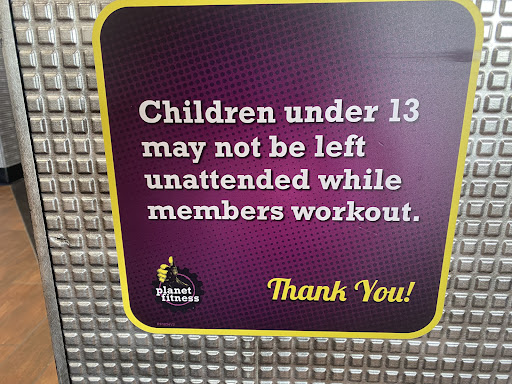 Children under 13
may not be left
unattended while
members workout.
planet
fitness
Thank You!